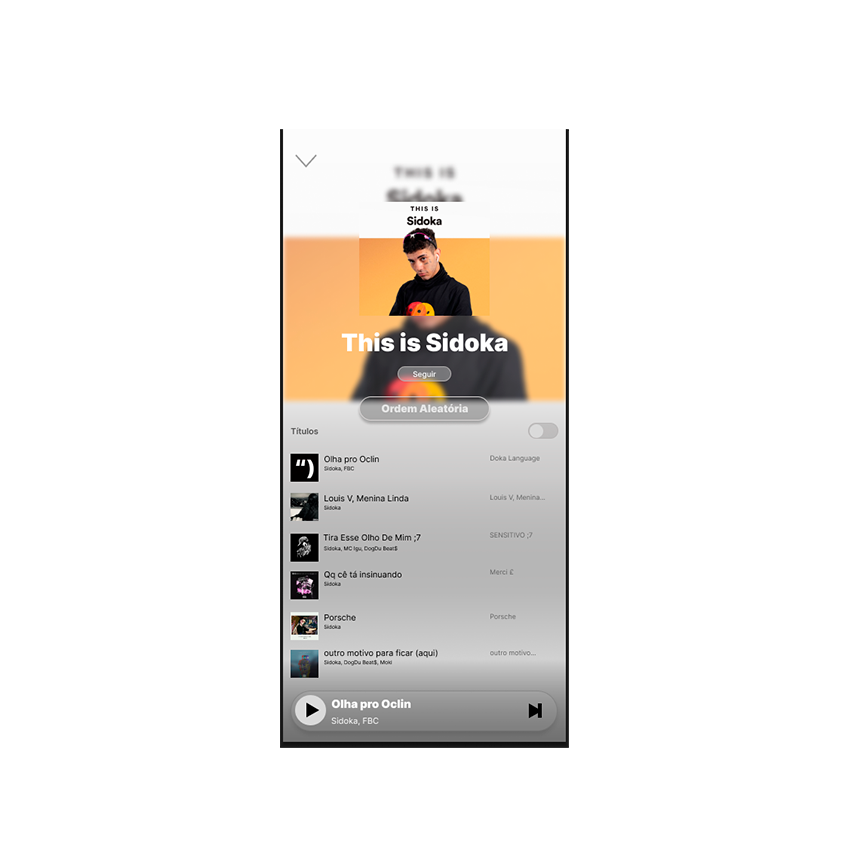 THIS IS
Sidoka
THIS IS
Sidoka
This is Sidoka
Seguir
Ordem Aleatória
Títulos
Olha pro Oclin
Sidoka, FBC
Doka Language
Louis V, Menina Linda
Sidoka
Louis V, Menina...
Tira Esse Olho De Mim ;7
Sidoka, MC Igu, DogDu Beat$
SENSITIVO ;7
Qq cê tá insinuando
Sidoka
Merci £
Porsche
Sidoka
Porsche
outro motivo para ficar (aqui)
Sidoka, DogDu Beat$, Moki
outro motivo...
Olha pro Oclin
Sidoka, FBC